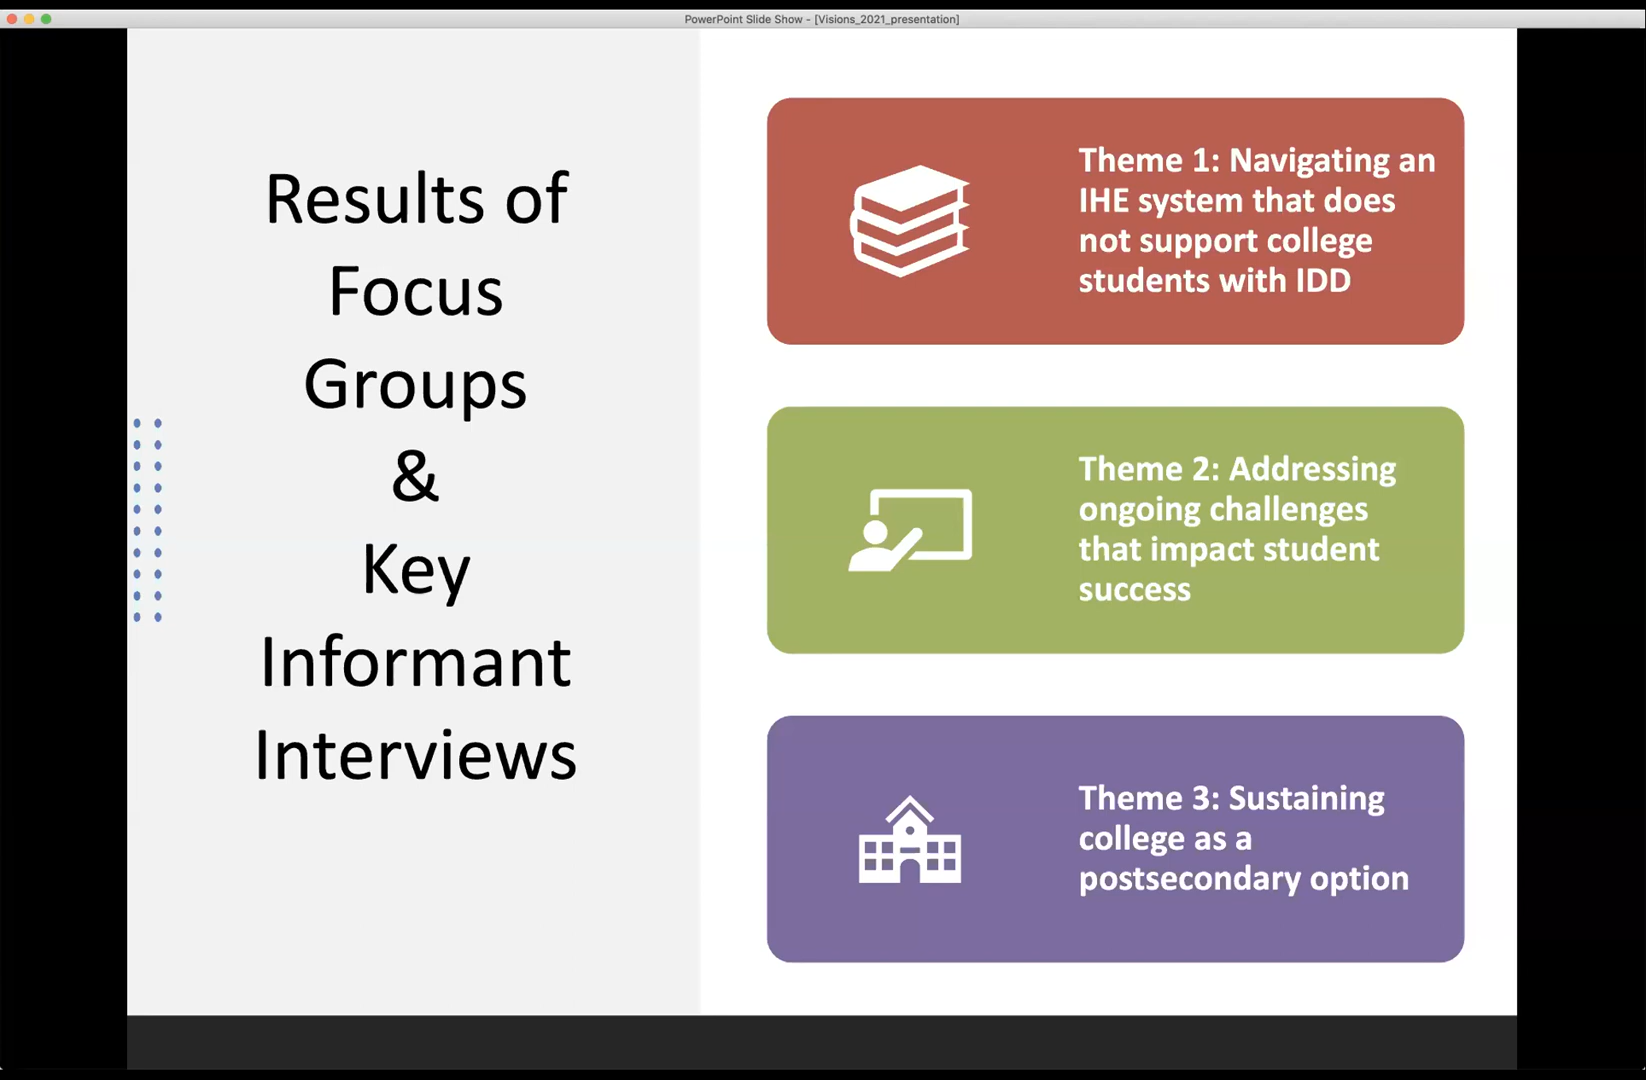 PowerPoint Slide Show - [Visions_2021_presentation]
Results of
Focus
Groups
&
Key
Informant
Interviews
Theme 1: Navigating an
IHE system that does
not support college
students with IDD
Theme 2: Addressing
ongoing challenges
that impact student
success
Theme 3: Sustaining
college as a
postsecondary option